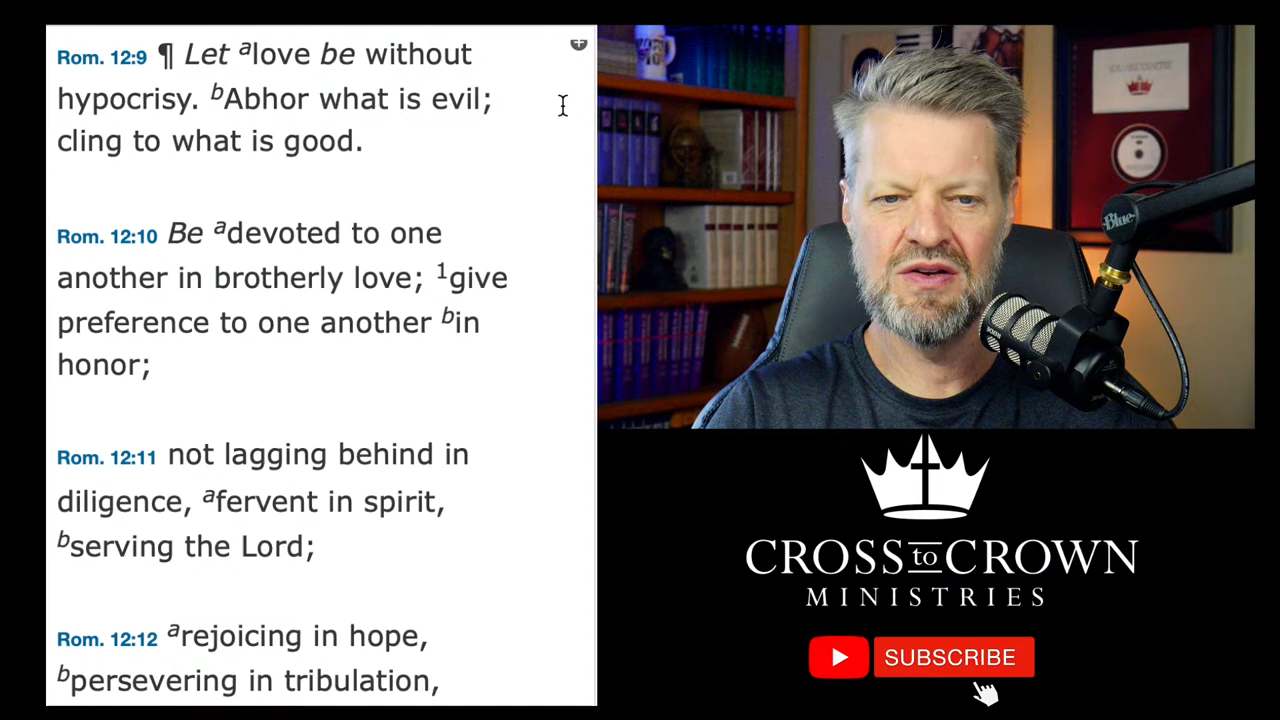 Rom. 12:9 ¶ Let ᵃlove be without
hypocrisy. ᵇAbhor what is evil;
cling to what is good.
Rom. 12:10 Be ᵃdevoted to one
another in brotherly love; ¹give
preference to one another ᵇin
honor;
Rom. 12:11 not lagging behind in
diligence, ᵃfervent in spirit,
ᵇserving the Lord;
Rom. 12:12 ᵃrejoicing in hope,
ᵇpersevering in tribulation,
Blue
CROSS to CROWN
MINISTRIES
SUBSCRIBE